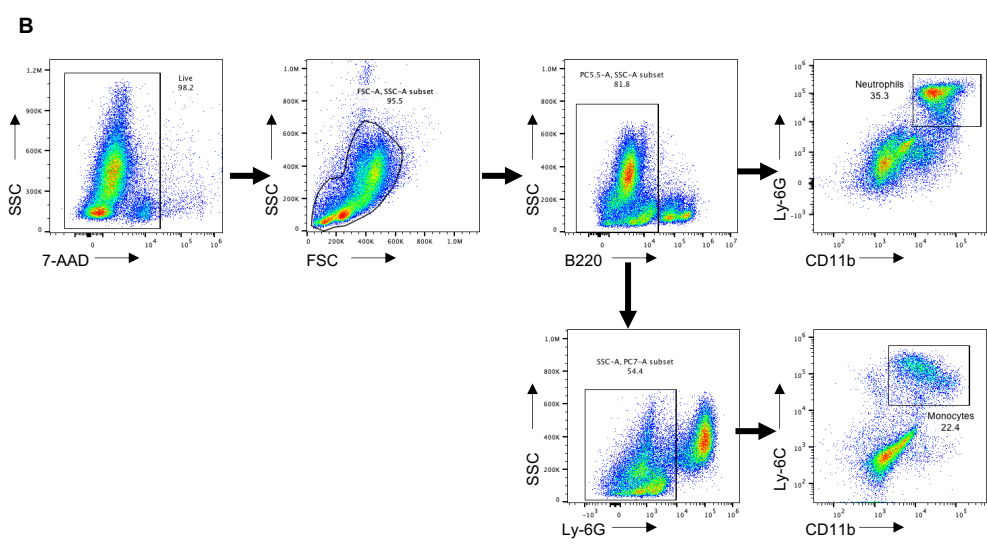 B
Live
98.2
1.2M
900K
600K
300K
0
0
10^4
10^5
10^6
SSC
7-AAD
FSC-A, SSC-A subset
95.5
1.0M
800K
600K
400K
200K
0
0
200K
400K
600K
800K
1.0M
SSC
FSC
PC5.5-A, SSC-A subset
81.8
1.0M
800K
600K
400K
200K
0
0
10^4
10^5
10^6
10^7
SSC
B220
Neutrophils
35.3
10^6
10^5
10^4
10^3
0
-10^3
10^2
10^3
10^4
10^5
Ly-6G
CD11b
SSC-A, PC7-A subset
54.4
1.0M
800K
600K
400K
200K
0
-10^3
0
10^3
10^4
10^5
10^6
SSC
Ly-6G
Monocytes
22.4
10^6
10^5
10^4
10^3
10^2
10^2
10^3
10^4
10^5
Ly-6C
CD11b